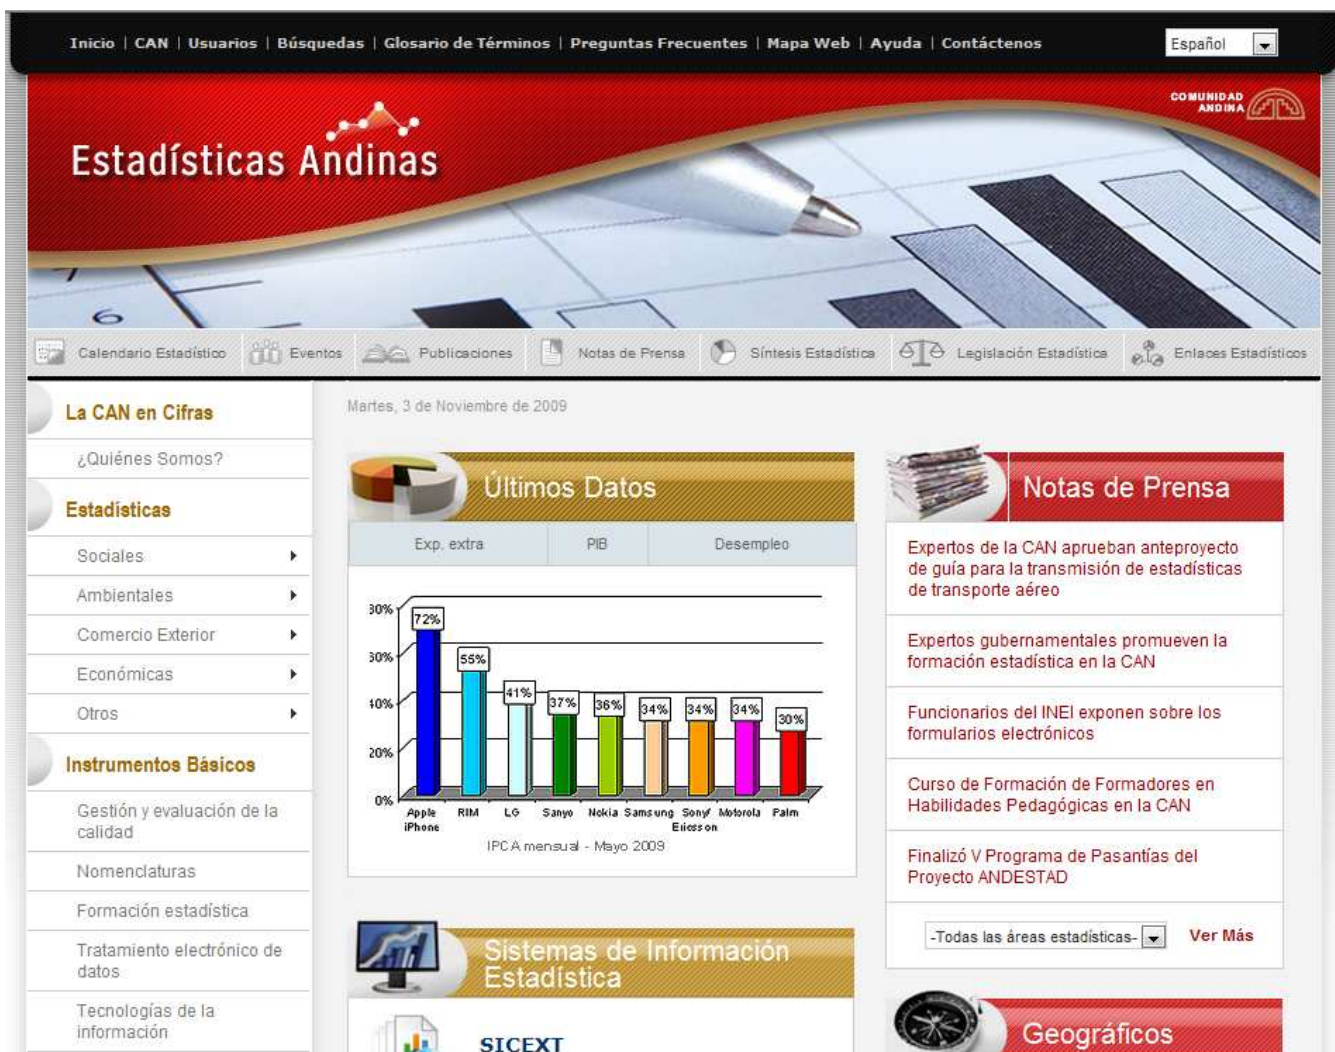 Inicio | CAN | Usuarios | Búsquedas | Glosario de Términos | Preguntas Frecuentes | Mapa Web | Ayuda | Contáctenos
Español
COMUNIDAD
ANDINA
Estadísticas Andinas
7
6
Calendario Estadístico
Eventos
Publicaciones
Notas de Prensa
Síntesis Estadística
Legislación Estadística
Enlaces Estadísticos
La CAN en Cifras
¿Quiénes Somos?
Estadísticas
Sociales
Ambientales
Comercio Exterior
Económicas
Otros
Instrumentos Básicos
Gestión y evaluación de la
calidad
Nomenclaturas
Formación estadística
Tratamiento electrónico de
datos
Tecnologías de la
información
Martes, 3 de Noviembre de 2009
Últimos Datos
Exp. extra
PIB
Desempleo
80%
60%
40%
20%
0%
72%
55%
41%
37%
36%
34%
34%
34%
30%
Apple
iPhone
RIM
LG
Sanyo
Nokia
Samsung
Sony/
Ericsson
Motorola
Palm
IPCA mensual - Mayo 2009
Sistemas de Información
Estadística
SICEXT
Notas de Prensa
Expertos de la CAN aprueban anteproyecto
de guía para la transmisión de estadísticas
de transporte aéreo
Expertos gubernamentales promueven la
formación estadística en la CAN
Funcionarios del INEI exponen sobre los
formularios electrónicos
Curso de Formación de Formadores en
Habilidades Pedagógicas en la CAN
Finalizó V Programa de Pasantías del
Proyecto ANDESTAD
-Todas las áreas estadísticas-
Ver Más
Geográficos